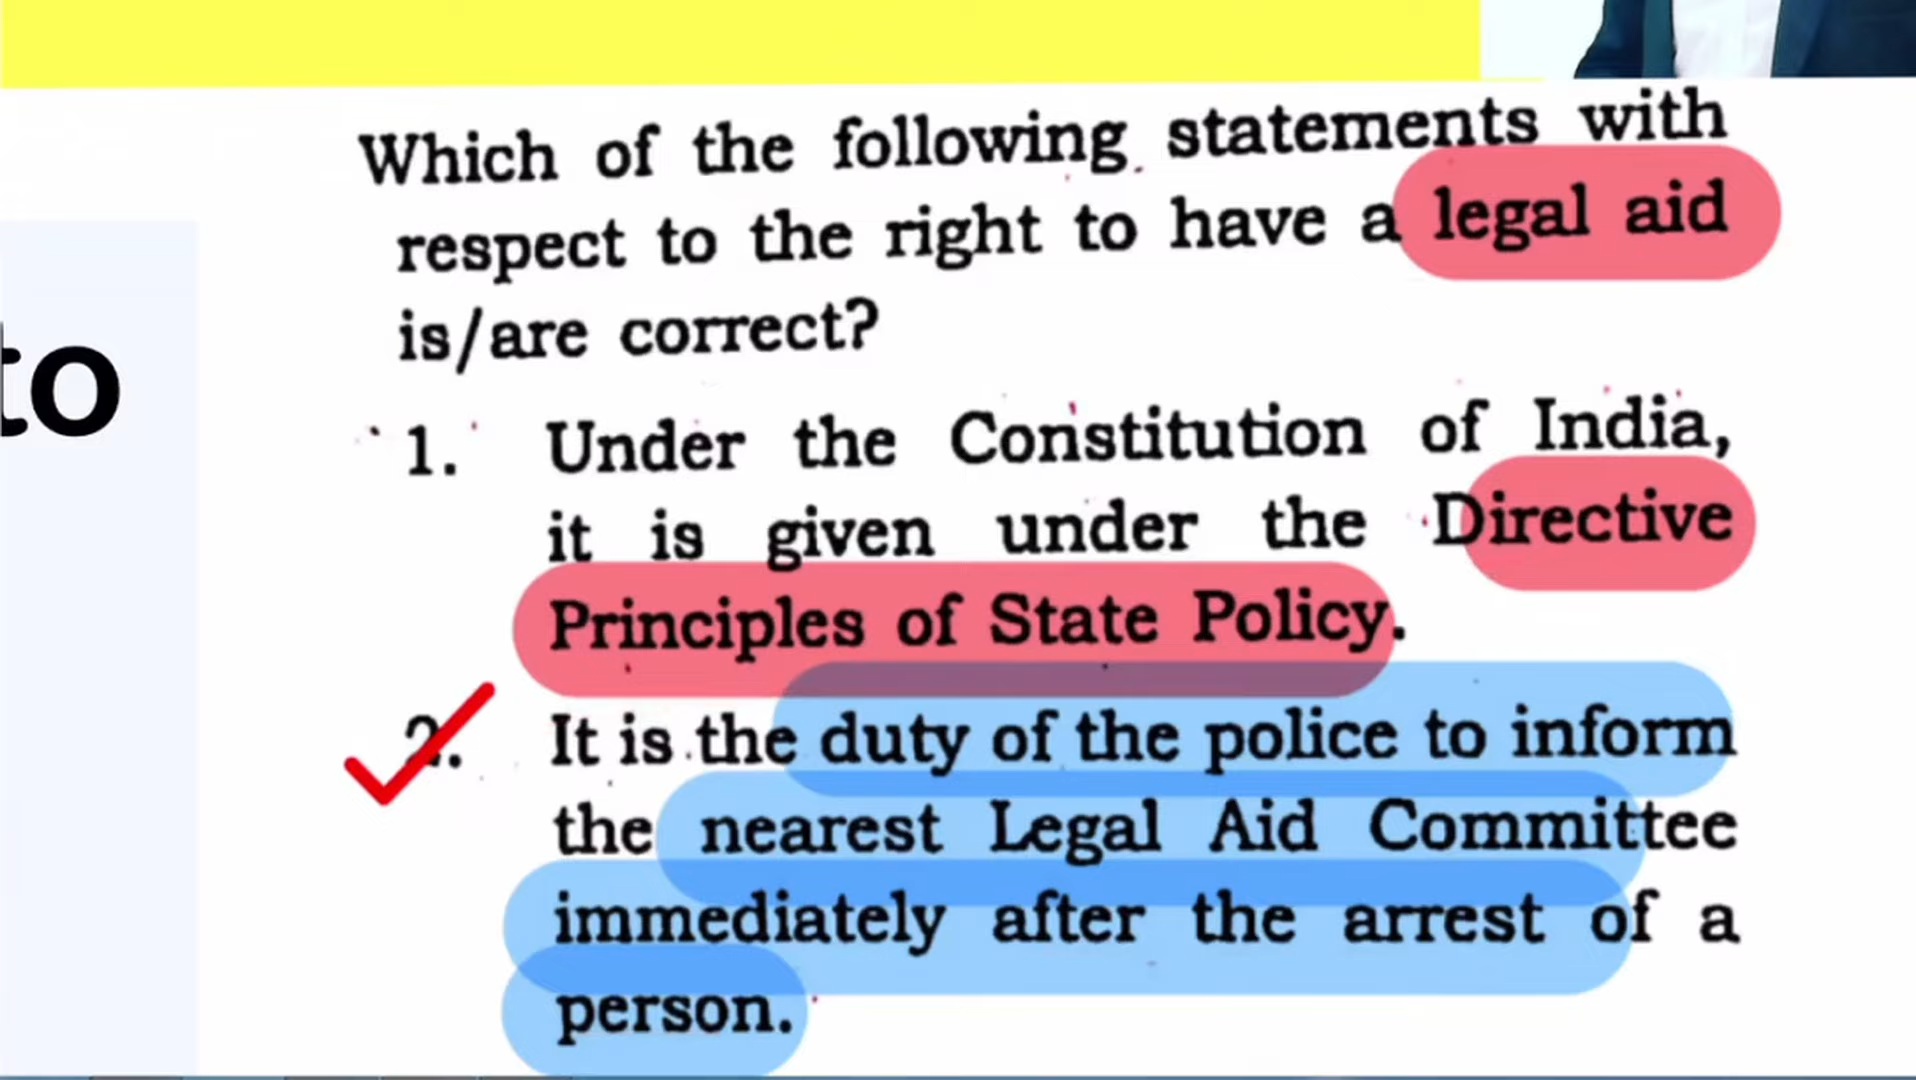 Which of the following statements with
respect to the right to have a legal aid
is/are correct?
1. Under the Constitution of India,
it is given under the Directive
Principles of State Policy.
to
2. It is the duty of the police to inform
the nearest Legal Aid Committee
immediately after the arrest of a
person.